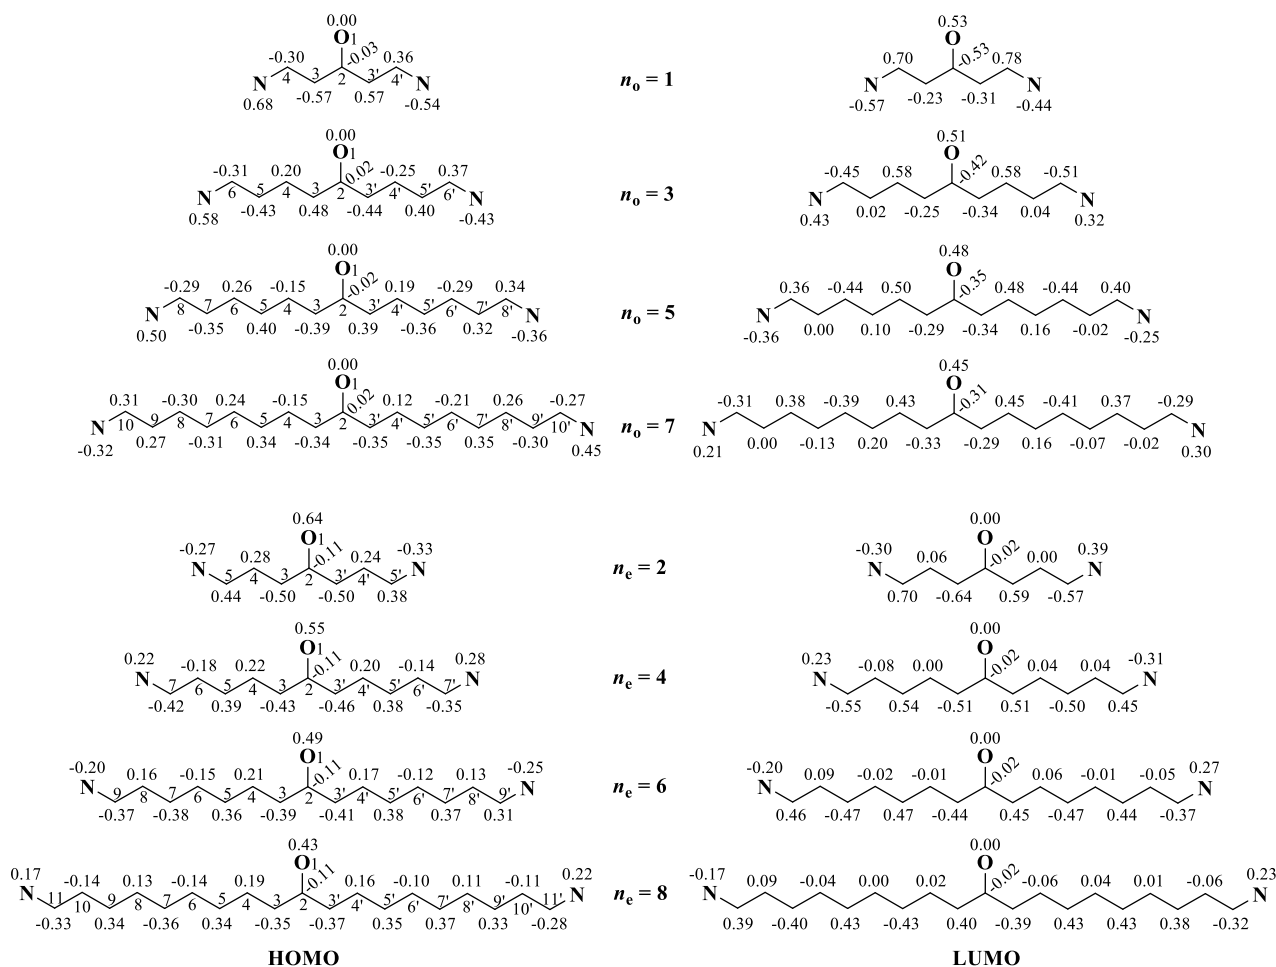 0.00 0.53
O1 O
-0.30 -0.03 0.36 0.70 -0.53 0.78
N 4 3 2 3' 4' N n_o = 1 N N
0.68 -0.57 0.57 -0.54 -0.57 -0.23 -0.31 -0.44
0.00 0.51
O1 O
-0.31 0.20 0.02 -0.25 0.37 -0.45 0.58 -0.42 0.58 -0.51
N 6 5 4 3 2 3' 4' 5' 6' N n_o = 3 N N
0.58 -0.43 0.48 -0.44 0.40 -0.43 0.43 0.02 -0.25 -0.34 0.04 0.32
0.00 0.48
O1 O
-0.29 0.26 -0.15 -0.02 0.19 -0.29 0.34 0.36 -0.44 0.50 -0.35 0.48 -0.44 0.40
N 8 7 6 5 4 3 2 3' 4' 5' 6' 7' 8' N n_o = 5 N N
0.50 -0.35 0.40 -0.39 0.39 -0.36 0.32 -0.36 -0.36 0.00 0.10 -0.29 -0.34 0.16 -0.02 -0.25
0.00 0.45
O1 O
0.31 -0.30 0.24 -0.15 0.02 0.12 -0.21 0.26 -0.27 -0.31 0.38 -0.39 0.43 -0.31 0.45 -0.41 0.37 -0.29
N 10 9 8 7 6 5 4 3 2 3' 4' 5' 6' 7' 8' 9' 10' N n_o = 7 N N
-0.32 0.27 -0.31 0.34 -0.34 -0.35 -0.35 0.35 -0.30 0.45 0.21 0.00 -0.13 0.20 -0.33 -0.29 0.16 -0.07 -0.02 0.30
0.64 0.00
O1 O
-0.27 0.28 -0.11 0.24 -0.33 -0.30 0.06 -0.02 0.00 0.39
N 5 4 3 2 3' 4' 5' N n_e = 2 N N
0.44 -0.50 -0.50 0.38 0.70 -0.64 0.59 -0.57
0.55 0.00
O1 O
0.22 -0.18 0.22 -0.11 0.20 -0.14 0.28 0.23 -0.08 0.00 -0.02 0.04 0.04 -0.31
N 7 6 5 4 3 2 3' 4' 5' 6' 7' N n_e = 4 N N
-0.42 0.39 -0.43 -0.46 0.38 -0.35 -0.55 0.54 -0.51 0.51 -0.50 0.45
0.49 0.00
O1 O
-0.20 0.16 -0.15 0.21 -0.11 0.17 -0.12 0.13 -0.25 -0.20 0.09 -0.02 -0.01 -0.02 0.06 -0.01 -0.05 0.27
N 9 8 7 6 5 4 3 2 3' 4' 5' 6' 7' 8' 9' N n_e = 6 N N
-0.37 -0.38 0.36 -0.39 -0.41 0.38 0.37 0.31 0.46 -0.47 0.47 -0.44 0.45 -0.47 0.44 -0.37
0.43 0.00
O1 O
0.17 -0.14 0.13 -0.14 0.19 -0.11 0.16 -0.10 0.11 -0.11 0.22 -0.17 0.09 -0.04 0.00 0.02 -0.02 -0.06 0.04 0.01 -0.06 0.23
N 11 10 9 8 7 6 5 4 3 2 3' 4' 5' 6' 7' 8' 9' 10' 11' N n_e = 8 N N
-0.33 0.34 -0.36 0.34 -0.35 -0.37 0.35 0.37 0.33 -0.28 0.39 -0.40 0.43 -0.43 0.40 -0.39 0.43 0.43 0.38 -0.32
HOMO LUMO